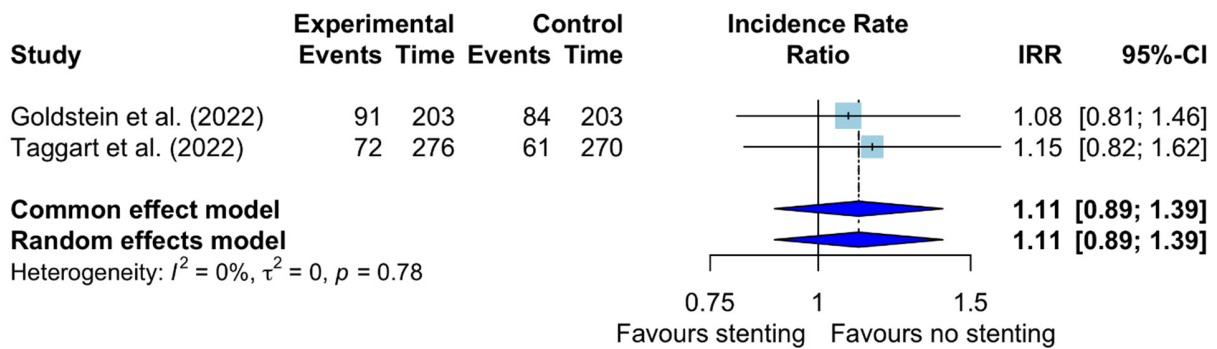 Experimental Control Incidence Rate
Study Events Time Events Time Ratio IRR 95%-CI
Goldstein et al. (2022) 91 203 84 203 1.08 [0.81; 1.46]
Taggart et al. (2022) 72 276 61 270 1.15 [0.82; 1.62]
Common effect model 1.11 [0.89; 1.39]
Random effects model 1.11 [0.89; 1.39]
Heterogeneity: I² = 0%, τ² = 0, p = 0.78
0.75 1 1.5
Favours stenting Favours no stenting